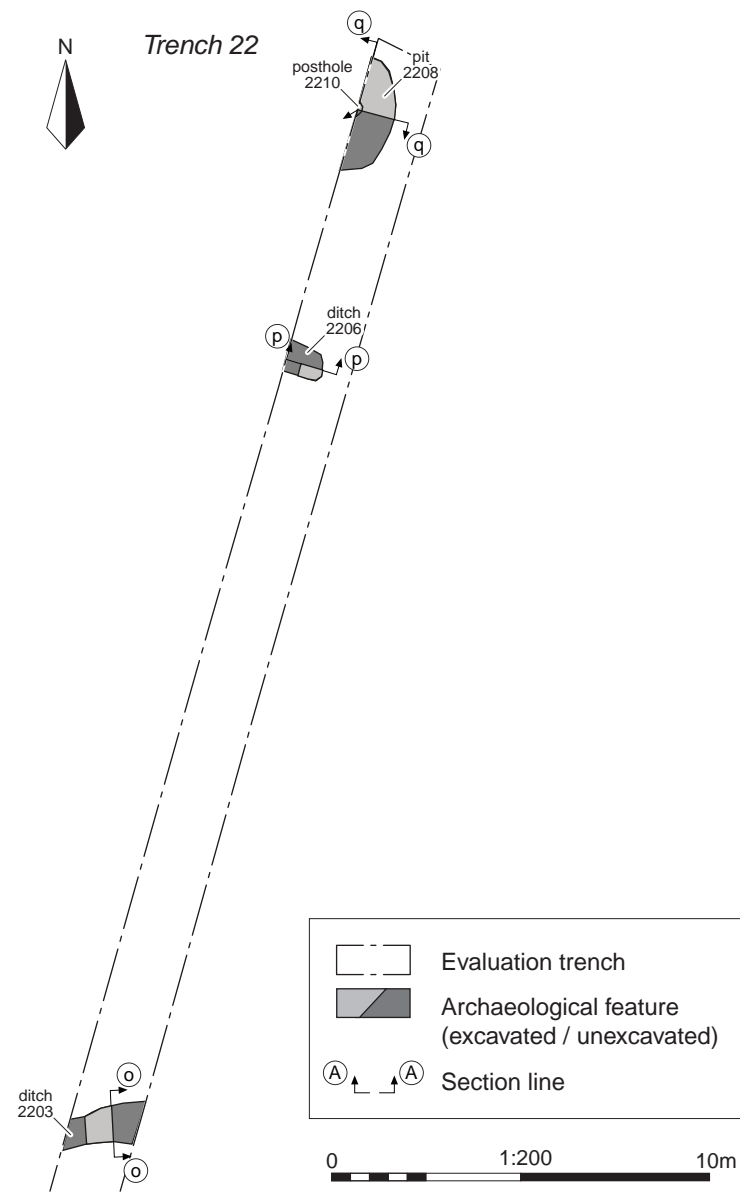 N
Trench 22
q
posthole
2210
pit
2208
q
ditch
2206
p
p
o
ditch
2203
o
Evaluation trench
Archaeological feature
(excavated / unexcavated)
A A Section line
0 1:200 10m